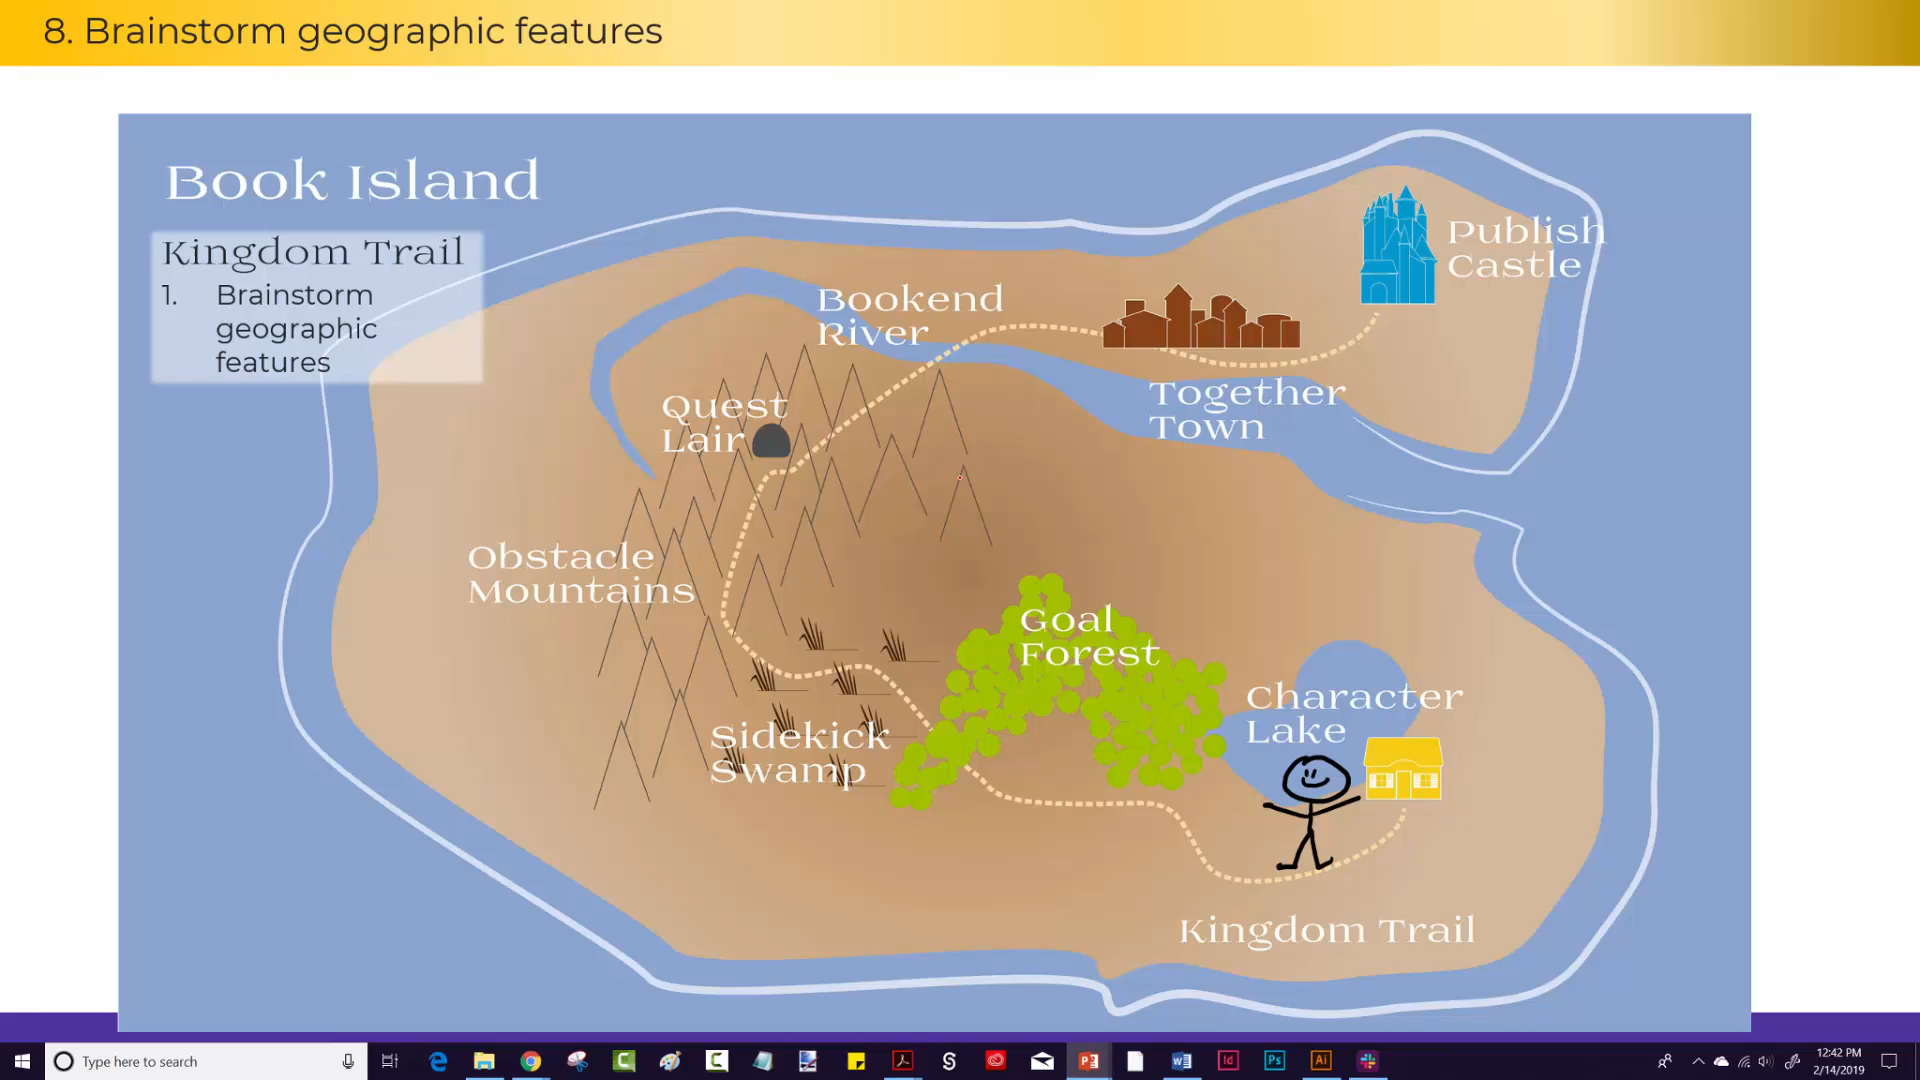 8. Brainstorm geographic features
Book Island
Kingdom Trail
1. Brainstorm
geographic
features
Publish
Castle
Bookend
River
Together
Town
Quest
Lair
Obstacle
Mountains
Goal
Forest
Character
Lake
Sidekick
Swamp
Kingdom Trail
Type here to search
12:42 PM
2/14/2019